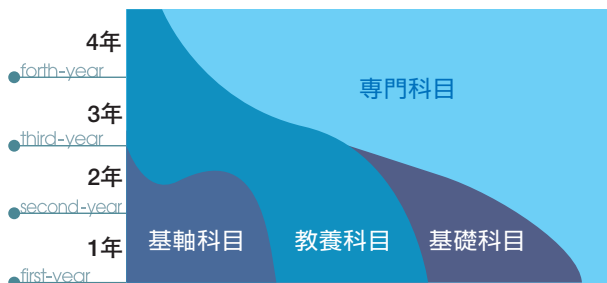 4年
forth-year
専門科目
3年
third-year
2年
second-year
1年
基軸科目
教養科目
基礎科目
first-year